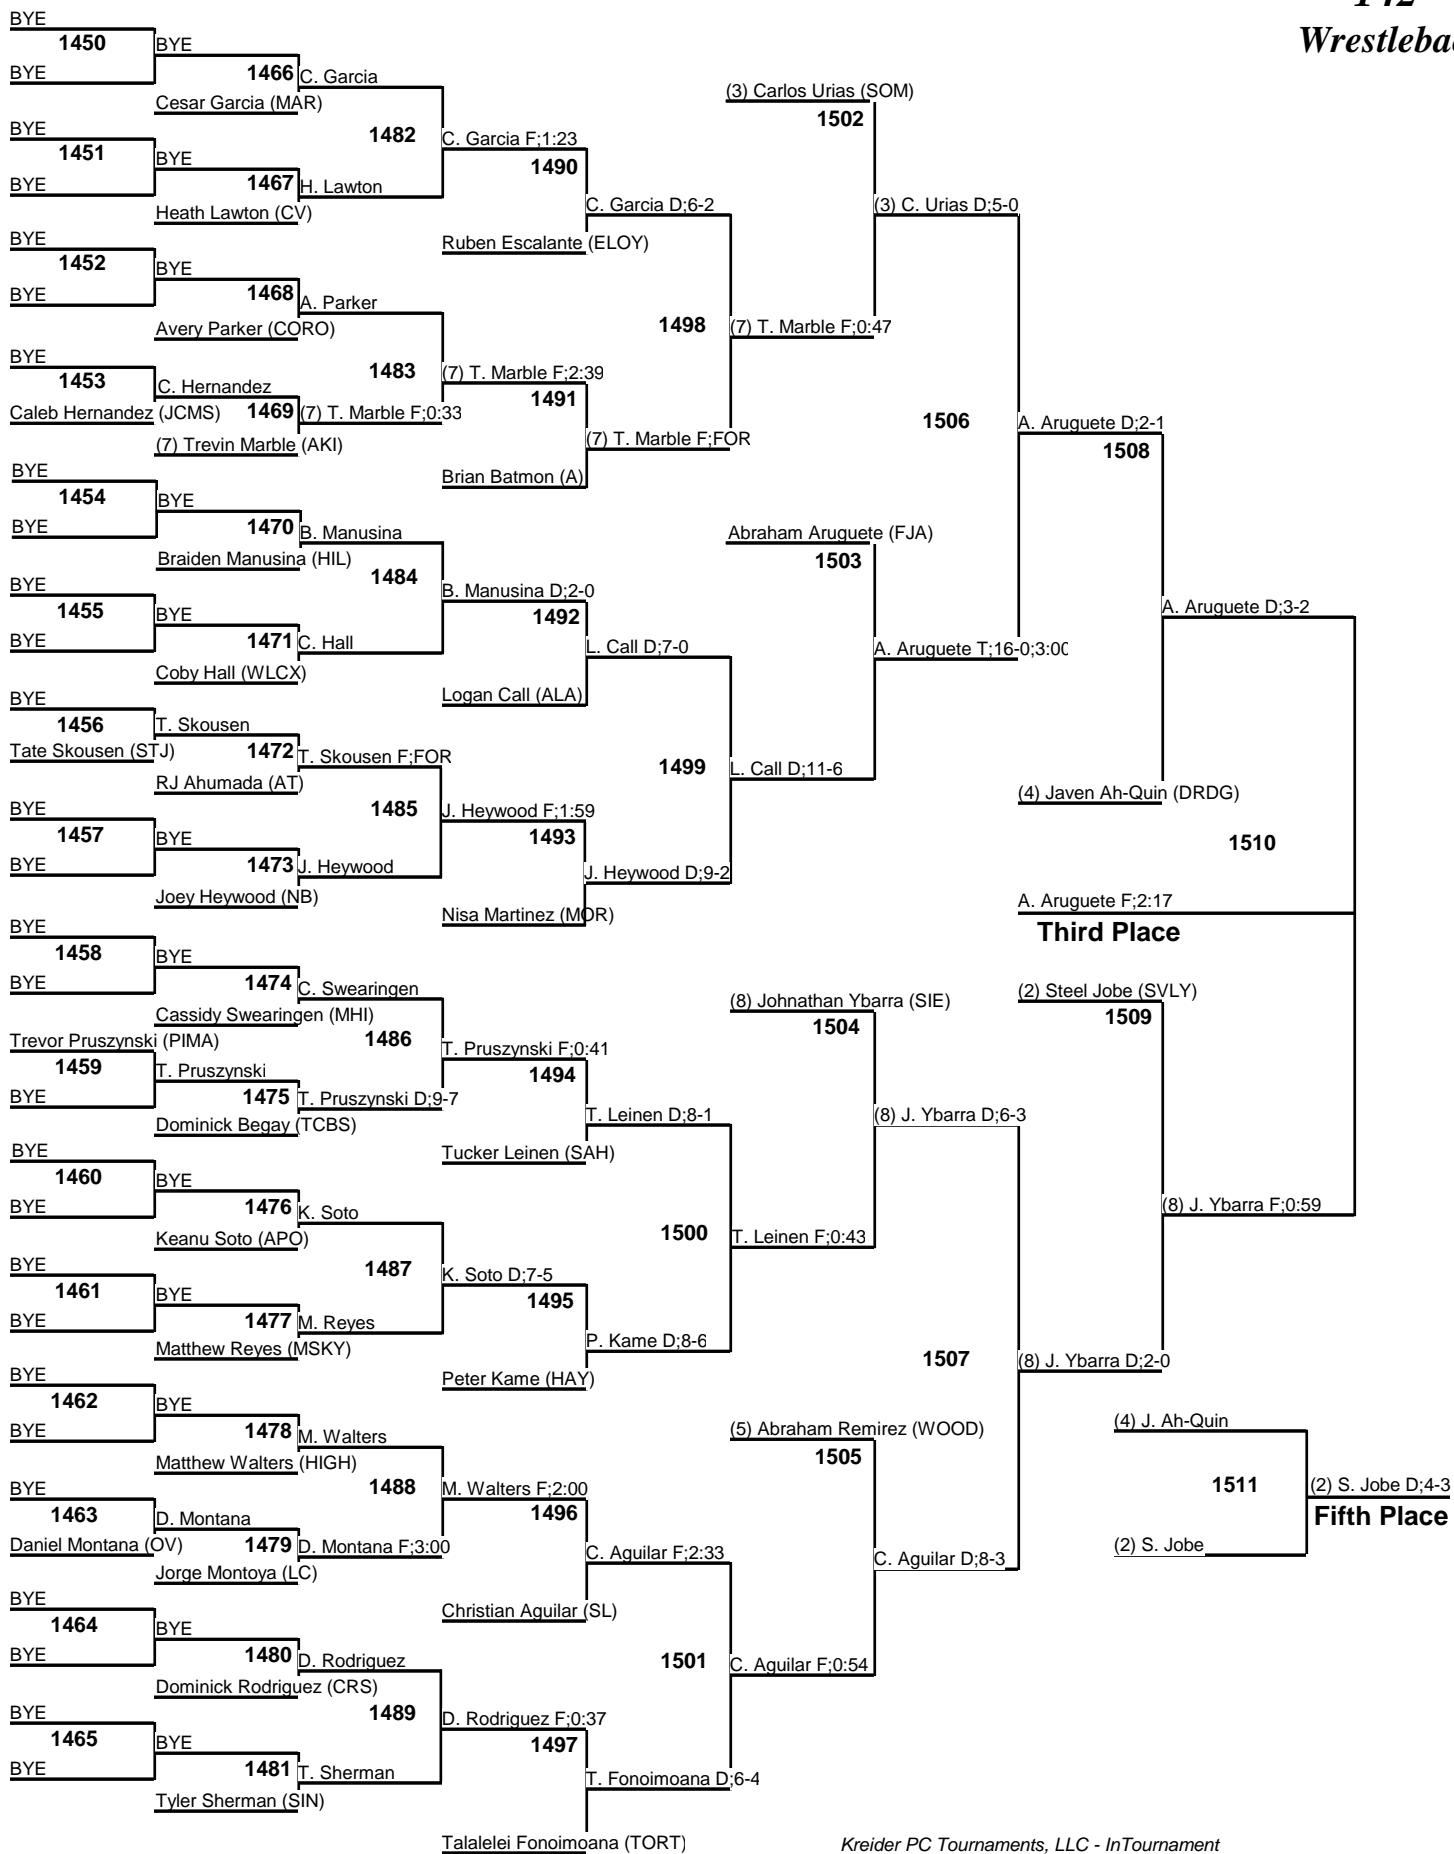 BYE
1450
BYE
BYE
1466
C. Garcia
Cesar Garcia (MAR)
1482
BYE
1451
BYE
BYE
1467
H. Lawton
Heath Lawton (CV)
C. Garcia F;1:23
1490
Ruben Escalante (ELOY)
C. Garcia D;6-2
BYE
1452
BYE
BYE
1468
A. Parker
Avery Parker (CORO)
1483
BYE
1453
Caleb Hernandez (JCMS)
C. Hernandez
1469
(7) T. Marble F;0:33
(7) Trevin Marble (AKI)
(7) T. Marble F;2:39
1491
Brian Batmon (A)
(7) T. Marble F;FOR
1498
(7) T. Marble F;0:47
(3) Carlos Urias (SOM)
1502
(3) C. Urias D;5-0
BYE
1454
BYE
BYE
1470
B. Manusina
Braiden Manusina (HIL)
1484
BYE
1455
BYE
BYE
1471
C. Hall
Coby Hall (WLCX)
B. Manusina D;2-0
1492
Logan Call (ALA)
L. Call D;7-0
BYE
1456
Tate Skousen (STJ)
T. Skousen
1472
T. Skousen F;FOR
RJ Ahumada (AT)
1485
BYE
1457
BYE
BYE
1473
J. Heywood
Joey Heywood (NB)
J. Heywood F;1:59
1493
Nisa Martinez (MOR)
J. Heywood D;9-2
1499
L. Call D;11-6
Abraham Aruguete (FJA)
1503
A. Aruguete T;16-0;3:00
1506
A. Aruguete D;2-1
1508
(4) Javen Ah-Quin (DRDG)
A. Aruguete D;3-2
1510
A. Aruguete F;2:17
Third Place
BYE
1458
BYE
BYE
1474
C. Swearingen
Cassidy Swearingen (MHI)
1486
Trevor Pruszynski (PIMA)
1459
BYE
T. Pruszynski
1475
T. Pruszynski D;9-7
Dominick Begay (TCBS)
T. Pruszynski F;0:41
1494
Tucker Leinen (SAH)
T. Leinen D;8-1
BYE
1460
BYE
BYE
1476
K. Soto
Keanu Soto (APO)
1487
BYE
1461
BYE
BYE
1477
M. Reyes
Matthew Reyes (MSKY)
K. Soto D;7-5
1495
Peter Kame (HAY)
P. Kame D;8-6
1500
T. Leinen F;0:43
(8) Johnathan Ybarra (SIE)
1504
(8) J. Ybarra D;6-3
BYE
1462
BYE
BYE
1478
M. Walters
Matthew Walters (HIGH)
1488
BYE
1463
Daniel Montana (OV)
D. Montana
1479
D. Montana F;3:00
Jorge Montoya (LC)
M. Walters F;2:00
1496
Christian Aguilar (SL)
C. Aguilar F;2:33
BYE
1464
BYE
BYE
1480
D. Rodriguez
Dominick Rodriguez (CRS)
1489
BYE
1465
BYE
BYE
1481
T. Sherman
Tyler Sherman (SIN)
D. Rodriguez F;0:37
1497
Talalelei Fonoimoana (TORT)
T. Fonoimoana D;6-4
1501
C. Aguilar F;0:54
(5) Abraham Remirez (WOOD)
1505
C. Aguilar D;8-3
1507
(8) J. Ybarra D;2-0
(2) Steel Jobe (SVLY)
1509
(8) J. Ybarra F;0:59
(4) J. Ah-Quin
1511
(2) S. Jobe
(2) S. Jobe D;4-3
Fifth Place
Kreider PC Tournaments, LLC - InTournament